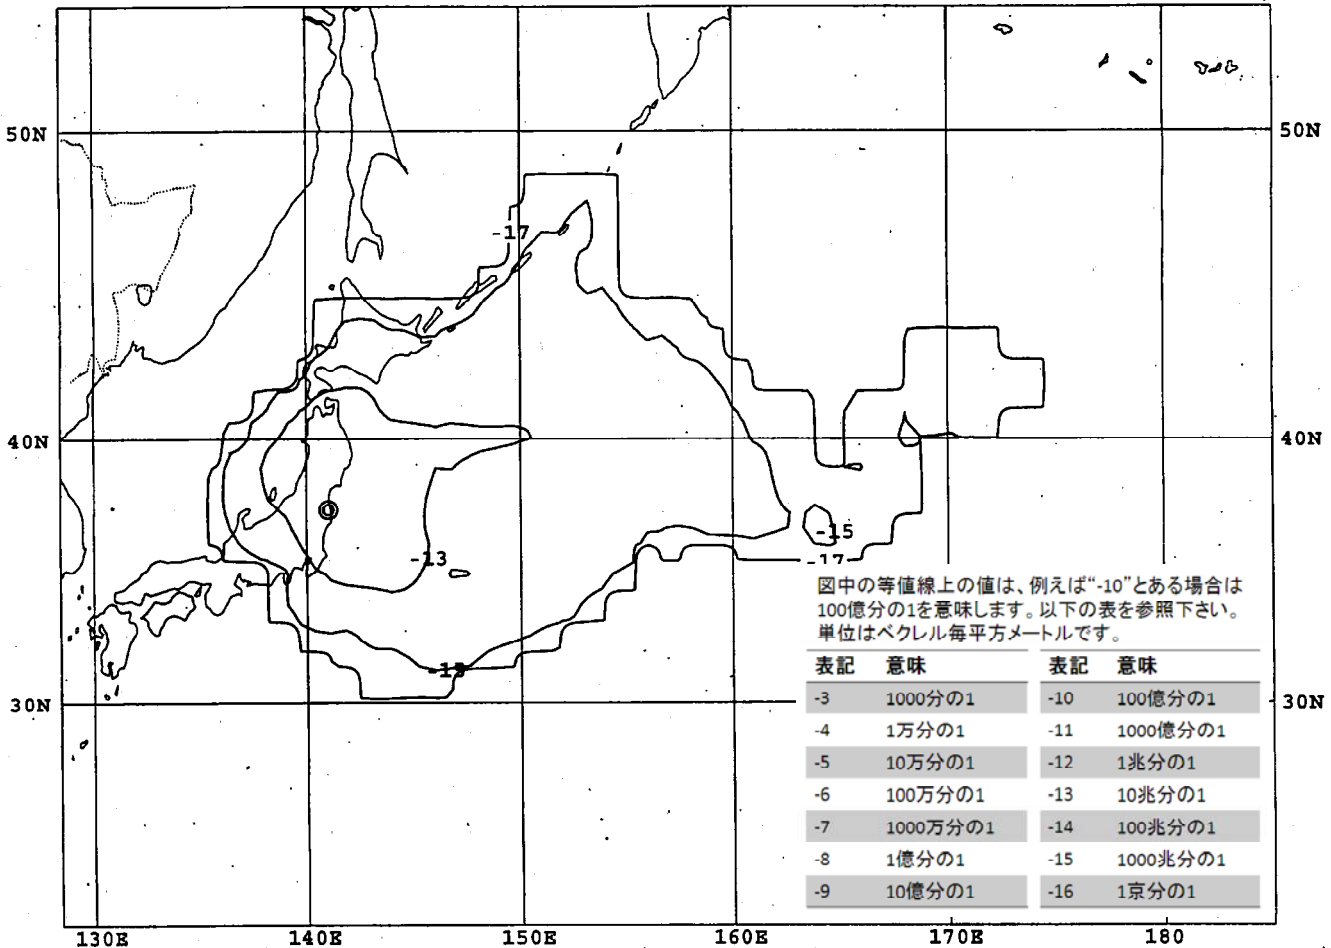 50N
50N
-17
40N
40N
-15
-13
-17
図中の等値線上の値は、例えば“-10”とある場合は
100億分の1を意味します。以下の表を参照下さい。
単位はベクレル毎平方メートルです。
表記 意味 表記 意味
-3 1000分の1 -10 100億分の1
-4 1万分の1 -11 1000億分の1
-5 10万分の1 -12 1兆分の1
-6 100万分の1 -13 10兆分の1
-7 1000万分の1 -14 100兆分の1
-8 1億分の1 -15 1000兆分の1
-9 10億分の1 -16 1京分の1
30N
30N
130E 140E 150E 160E 170E 180